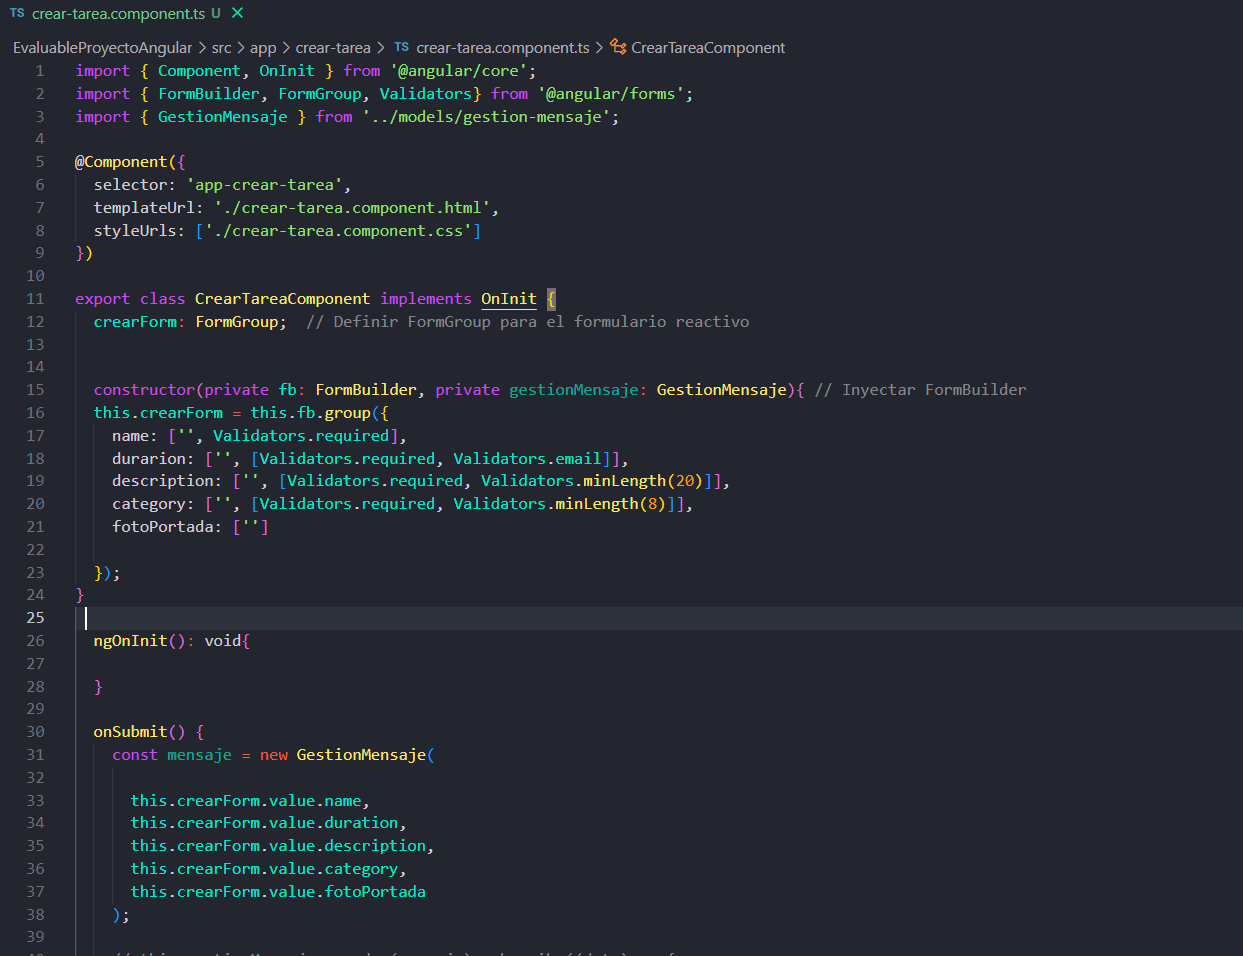 TS crear-tarea.component.ts U ✕
EvaluableProyectoAngular > src > app > crear-tarea > TS crear-tarea.component.ts > CrearTareaComponent
1 import { Component, OnInit } from '@angular/core';
2 import { FormBuilder, FormGroup, Validators} from '@angular/forms';
3 import { GestionMensaje } from '../models/gestion-mensaje';
4
5 @Component({
6 selector: 'app-crear-tarea',
7 templateUrl: './crear-tarea.component.html',
8 styleUrls: ['./crear-tarea.component.css']
9 })
10
11 export class CrearTareaComponent implements OnInit {
12 crearForm: FormGroup;  // Definir FormGroup para el formulario reactivo
13
14
15 constructor(private fb: FormBuilder, private gestionMensaje: GestionMensaje){ // Inyectar FormBuilder
16 this.crearForm = this.fb.group({
17 name: ['', Validators.required],
18 durarion: ['', [Validators.required, Validators.email]],
19 description: ['', [Validators.required, Validators.minLength(20)]],
20 category: ['', [Validators.required, Validators.minLength(8)]],
21 fotoPortada: ['']
22
23 });
24 }
25
26 ngOnInit(): void{
27
28 }
29
30 onSubmit() {
31 const mensaje = new GestionMensaje(
32
33 this.crearForm.value.name,
34 this.crearForm.value.duration,
35 this.crearForm.value.description,
36 this.crearForm.value.category,
37 this.crearForm.value.fotoPortada
38 );
39